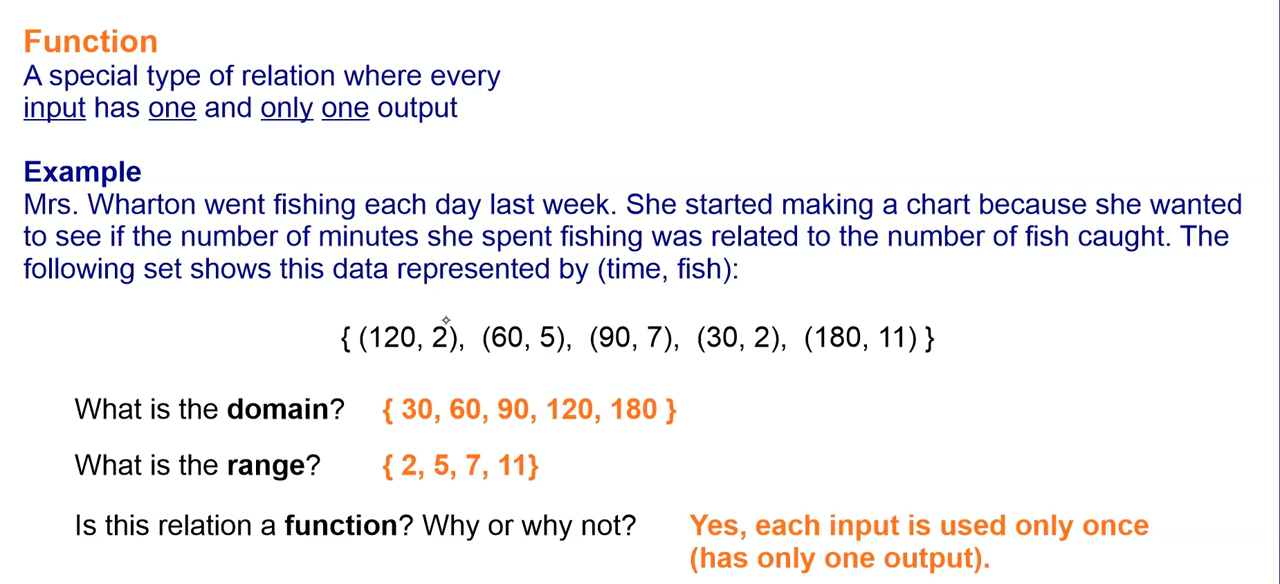 Function
A special type of relation where every
input has one and only one output
Example
Mrs. Wharton went fishing each day last week. She started making a chart because she wanted
to see if the number of minutes she spent fishing was related to the number of fish caught. The
following set shows this data represented by (time, fish):
{ (120, 2), (60, 5), (90, 7), (30, 2), (180, 11) }
What is the domain? { 30, 60, 90, 120, 180 }
What is the range? { 2, 5, 7, 11}
Is this relation a function? Why or why not? Yes, each input is used only once
(has only one output).